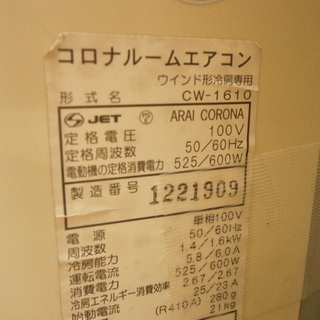 コロナルームエアコン
ウインド形冷房専用
形式名 CW-1610
S JET ARAI CORONA
定格電圧 100V
定格周波数 50/60Hz
電動機の定格消費電力 525/600W
製造番号 1221909
電源 単相100V
周波数 50/60Hz
冷房能力 1.4/1.6kW
運転電流 5.8/6.0A
消費電力 525/600W
冷房エネルギー消費効率 2.67/2.67
始動電流 25/23A
(R410A) 280g
21kg